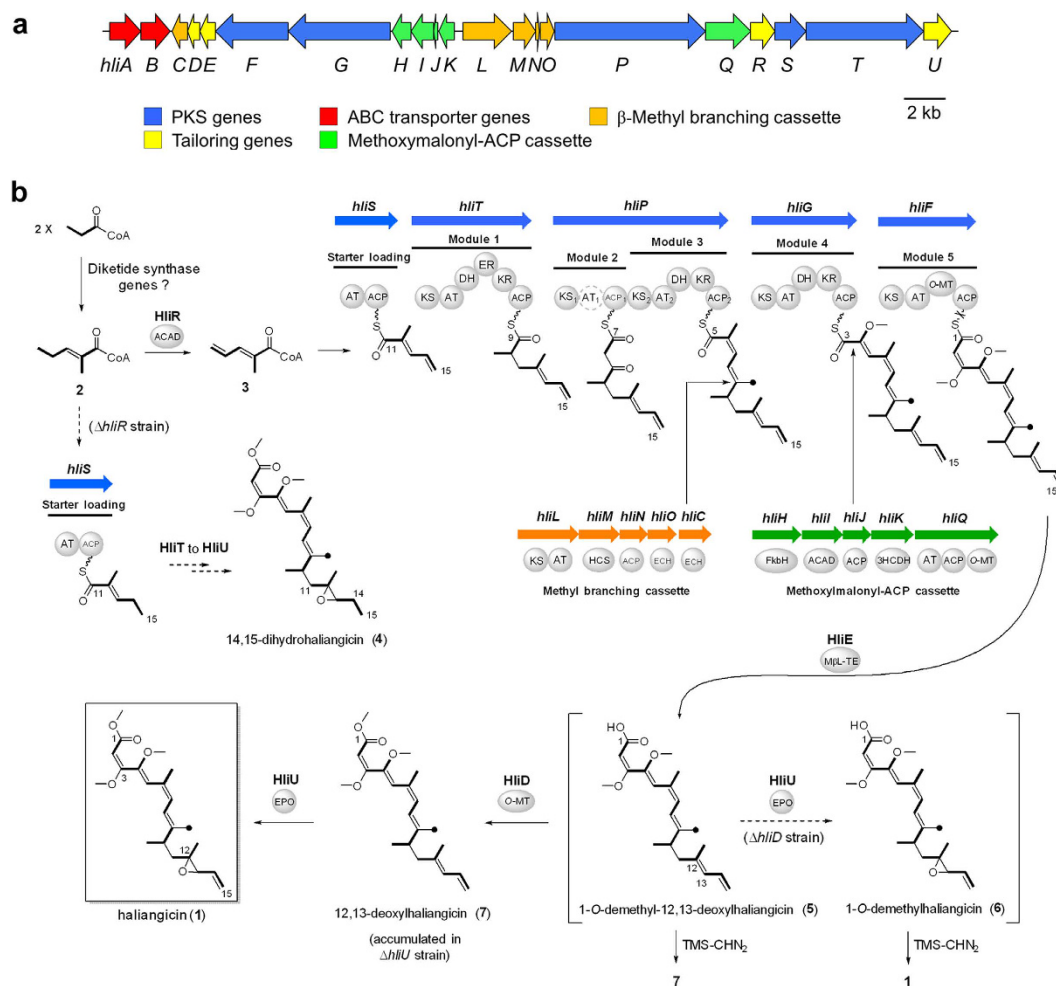 a
hliA B C D E F G H I J K L M N O P Q R S T U
PKS genes
ABC transporter genes
β-Methyl branching cassette
Tailoring genes
Methoxymalonyl-ACP cassette
2 kb
b
2 X
O
CoA
Diketide synthase
genes ?
O
CoA
2
HliR
ACAD
O
CoA
3
(ΔhliR strain)
hliS
Starter loading
AT ACP
S
O
11
15
HliT to HliU
O
O
O
O
11
O
14
15
14,15-dihydrohaliangicin (4)
hliS hliT hliP hliG hliF
Starter loading
Module 1
Module 2
Module 3
Module 4
Module 5
AT ACP
KS AT DH ER KR ACP
KS1 AT1 ACP1 KS2 AT2 DH KR ACP2
KS AT DH KR ACP
KS AT O-MT ACP
S
O
11
15
S
O
9
15
S
7
O
O
15
S
5
O
15
S
3
O
O
15
S
1
O
O
O
15
hliL hliM hliN hliO hliC
KS AT HCS ACP ECH ECH
Methyl branching cassette
hliH hliI hliJ hliK hliQ
FkbH ACAD ACP 3HCDH AT ACP O-MT
Methoxylmalonyl-ACP cassette
HliE
MβL-TE
O
1
O
O
3
O
12
O
15
haliangicin (1)
HliU
EPO
O
1
O
O
O
12,13-deoxylhaliangicin (7)
(accumulated in
ΔhliU strain)
HliD
O-MT
HO
1
O
O
O
12
13
1-O-demethyl-12,13-deoxylhaliangicin (5)
HliU
EPO
(ΔhliD strain)
HO
1
O
O
O
O
1-O-demethylhaliangicin (6)
TMS-CHN2
7
TMS-CHN2
1